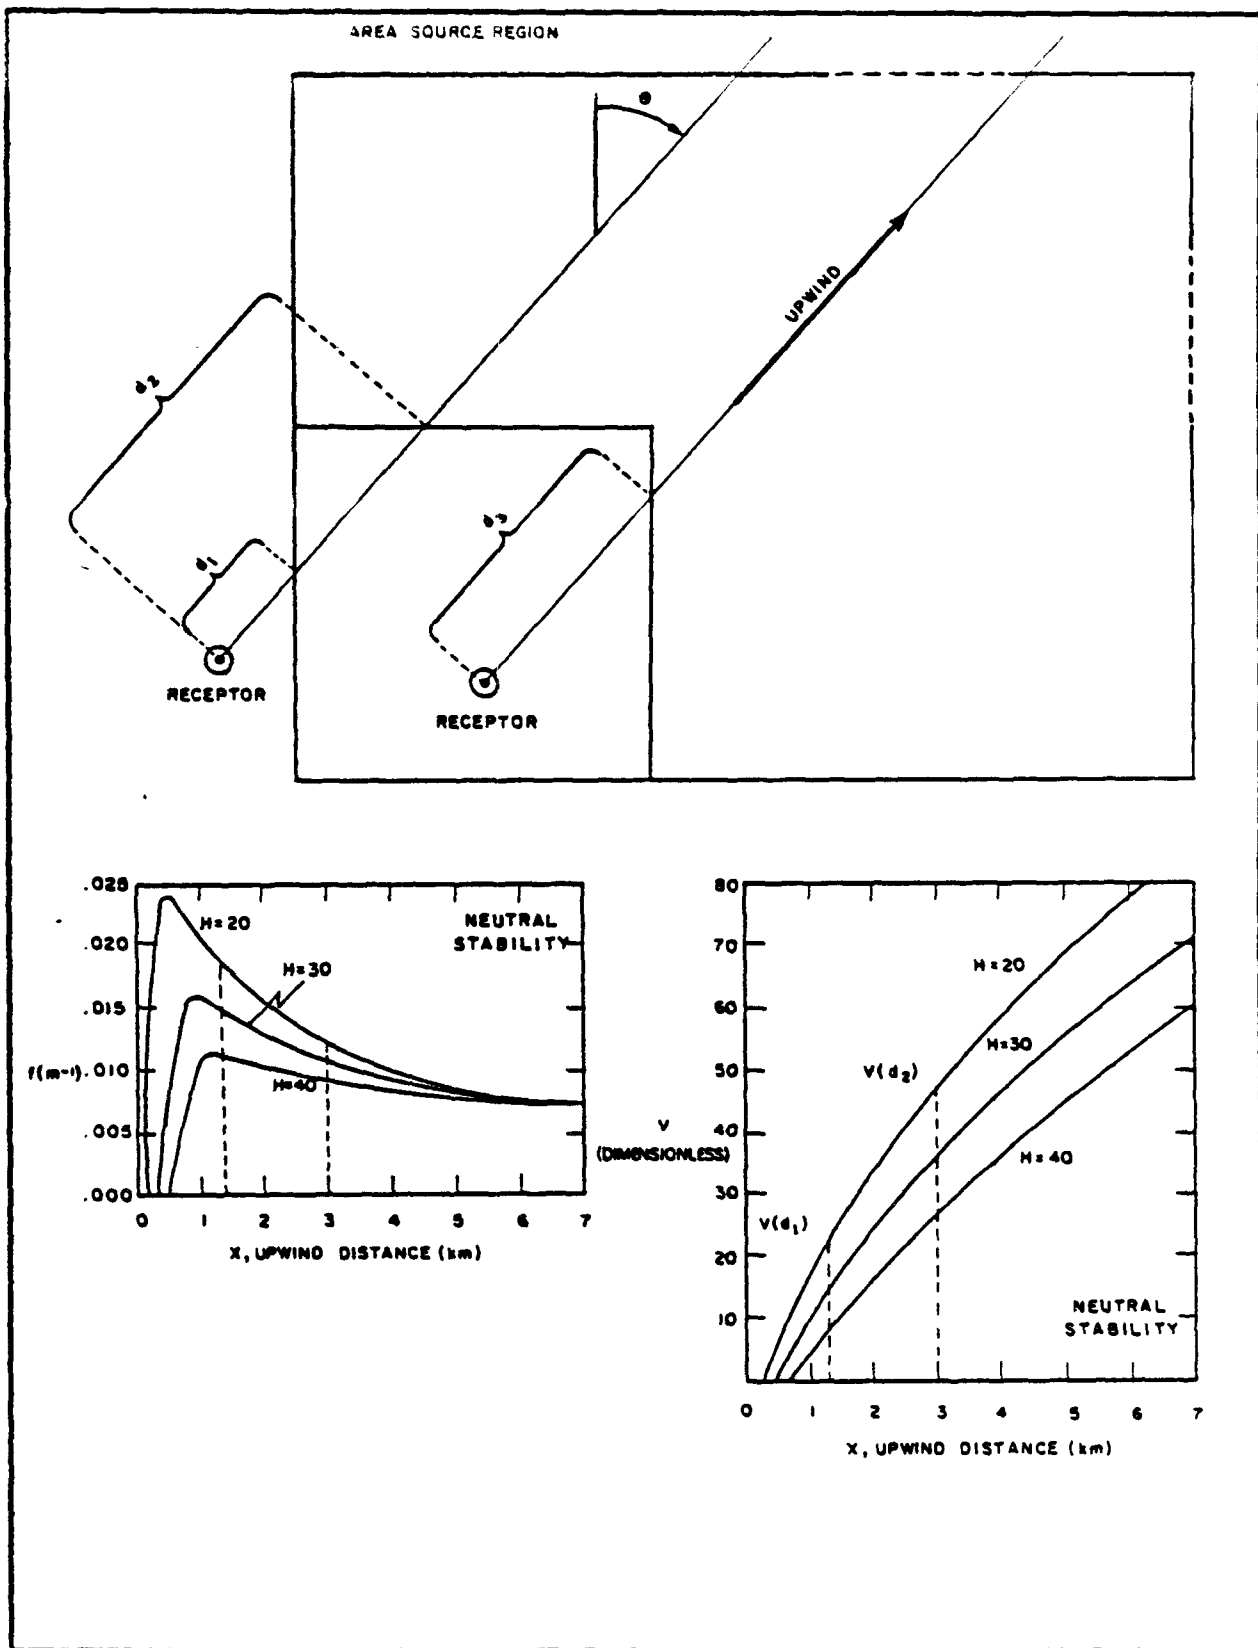 AREA SOURCE REGION
θ
UPWIND
d2
d1
d3
RECEPTOR
RECEPTOR
.025
.020
.015
f(m-1).010
.005
.000
H=20
H=30
H=40
NEUTRAL
STABILITY
0 1 2 3 4 5 6 7
X, UPWIND DISTANCE (km)
80
70
60
50
40
30
20
10
V
(DIMENSIONLESS)
V(d2)
V(d1)
H=20
H=30
H=40
NEUTRAL
STABILITY
0 1 2 3 4 5 6 7
X, UPWIND DISTANCE (km)